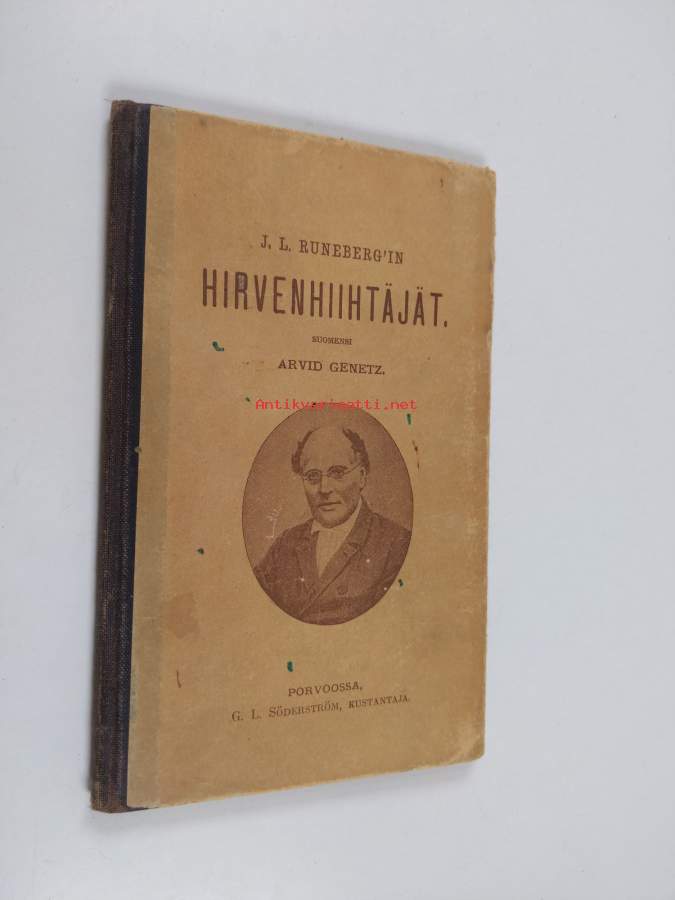 J. L. RUNEBERG'IN
HIRVENHIIHTÄJÄT.
SUOMENSI
ARVID GENETZ.
Antikvariaatti.net
PORVOOSSA,
G. L. SÖDERSTRÖM, KUSTANTAJA.